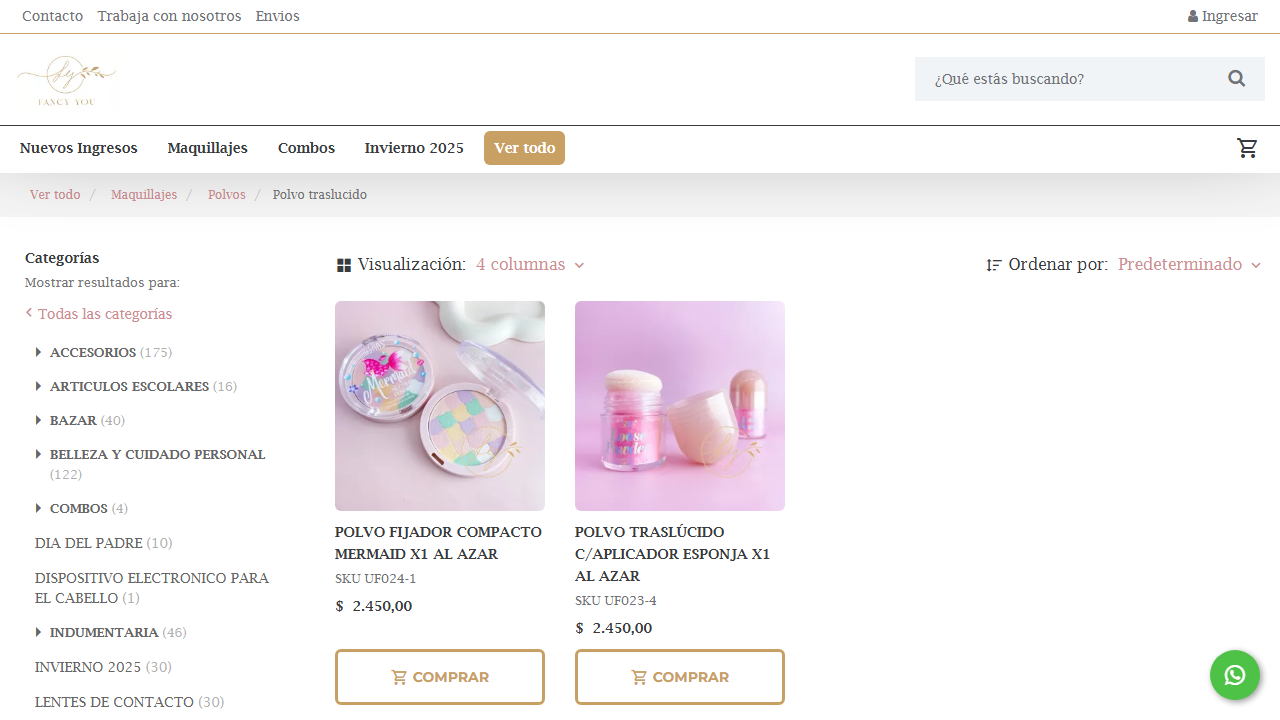 Contacto Trabaja con nosotros Envios
Ingresar
FANCY YOU
¿Qué estás buscando?
Nuevos Ingresos Maquillajes Combos Invierno 2025 Ver todo
Ver todo / Maquillajes / Polvos / Polvo traslucido
Categorías
Mostrar resultados para:
Todas las categorías
ACCESORIOS (175)
ARTICULOS ESCOLARES (16)
BAZAR (40)
BELLEZA Y CUIDADO PERSONAL
(122)
COMBOS (4)
DIA DEL PADRE (10)
DISPOSITIVO ELECTRONICO PARA
EL CABELLO (1)
INDUMENTARIA (46)
INVIERNO 2025 (30)
LENTES DE CONTACTO (30)
Visualización: 4 columnas
Ordenar por: Predeterminado
Mermaid
POLVO FIJADOR COMPACTO
MERMAID X1 AL AZAR
SKU UF024-1
$ 2.450,00
COMPRAR
POLVO TRASLÚCIDO
C/APLICADOR ESPONJA X1
AL AZAR
SKU UF023-4
$ 2.450,00
COMPRAR